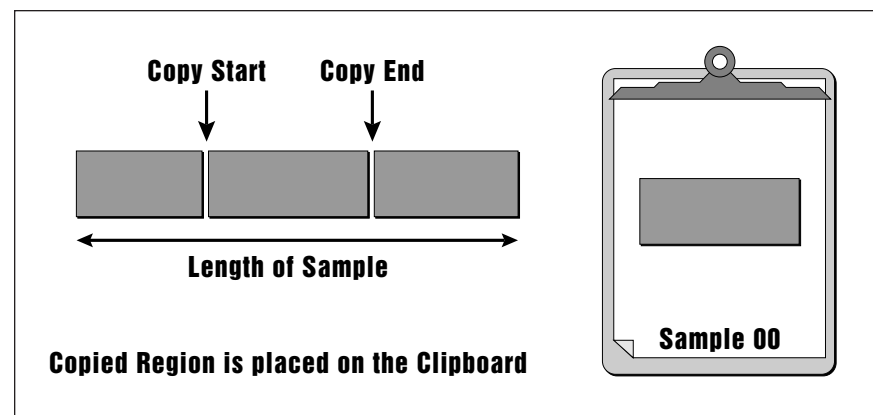 Copy Start
Copy End
Length of Sample
Copied Region is placed on the Clipboard
Sample 00